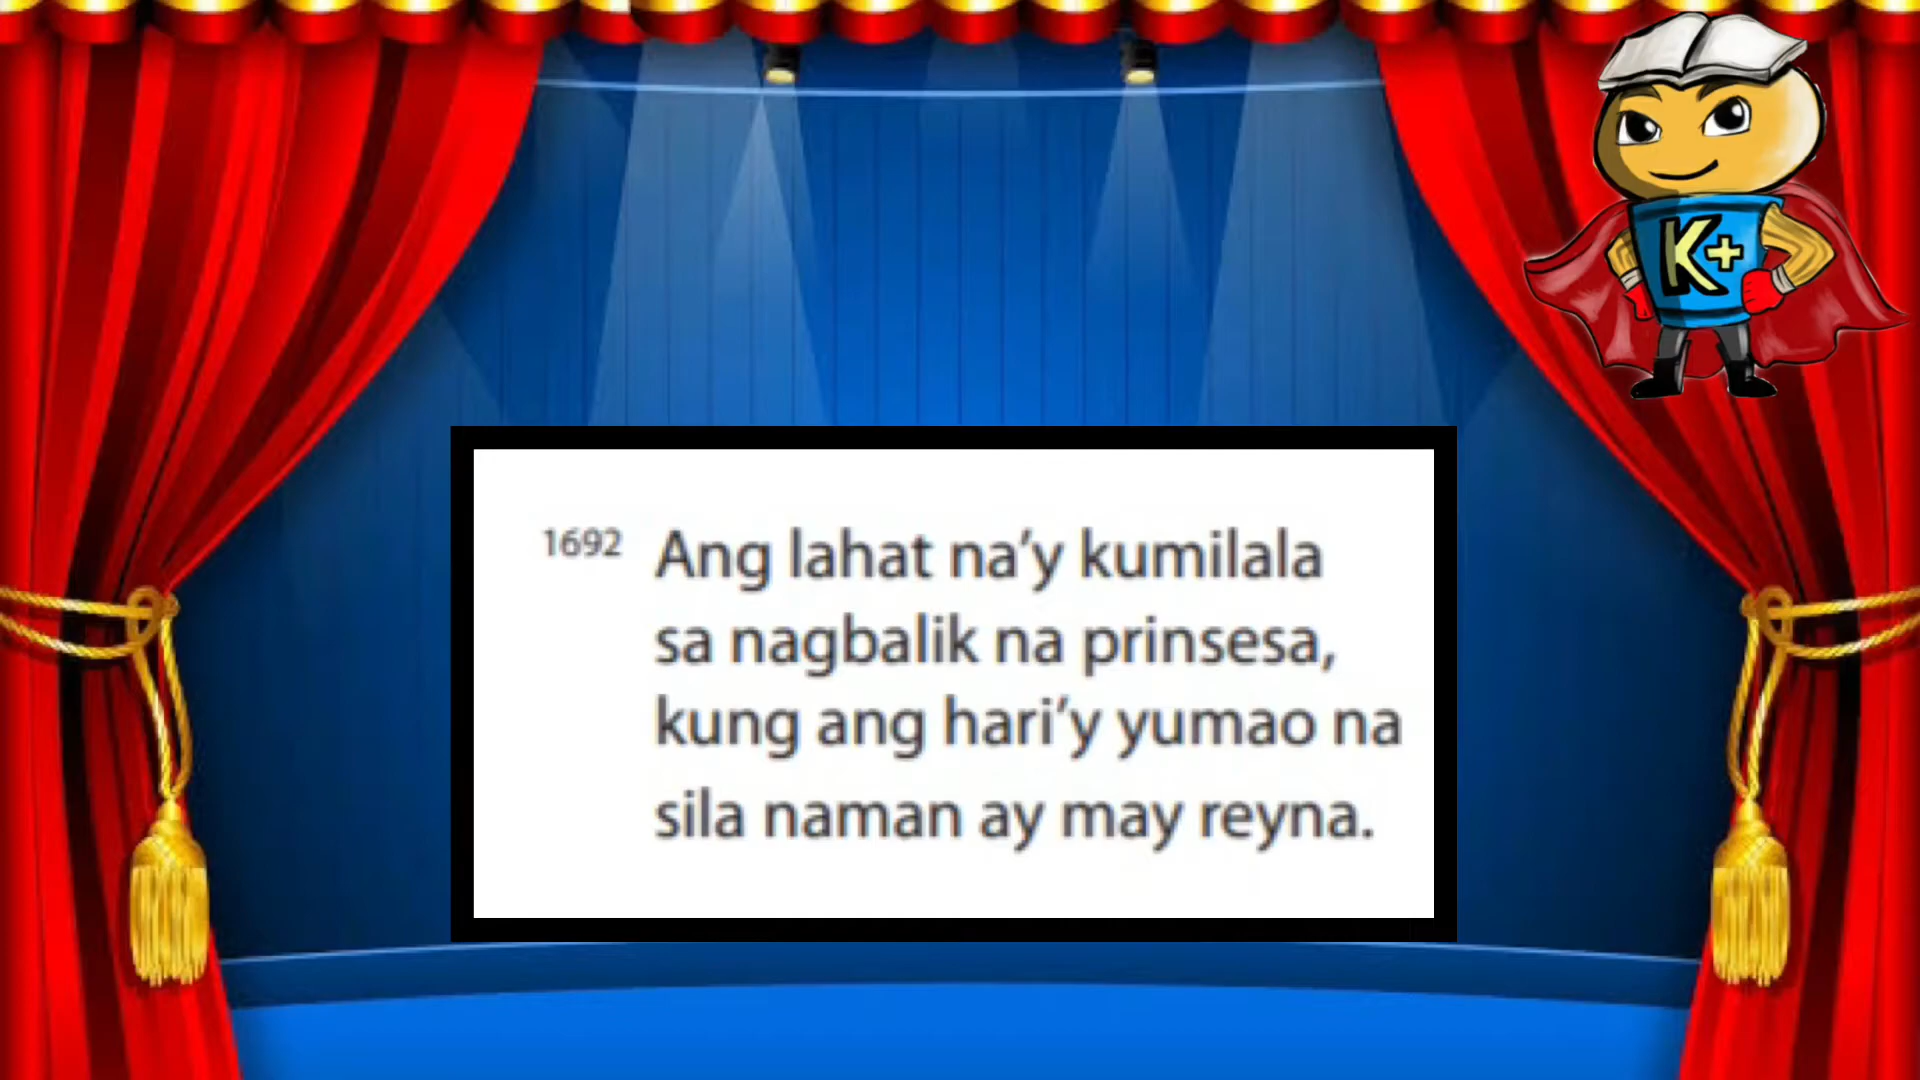 K+
1692 Ang lahat na’y kumilala
sa nagbalik na prinsesa,
kung ang hari’y yumao na
sila naman ay may reyna.